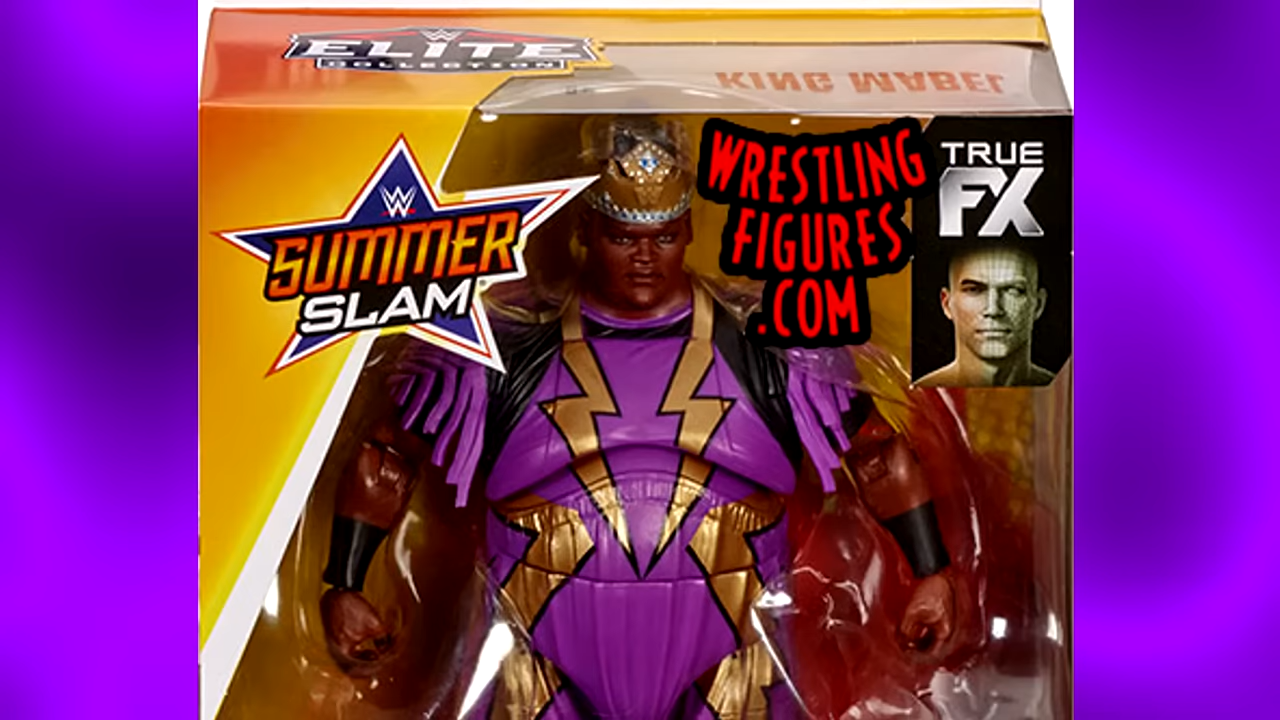 W
ELITE
COLLECTION
KING MABEL
W
SUMMER
SLAM
WRESTLING
FIGURES
.COM
TRUE
FX